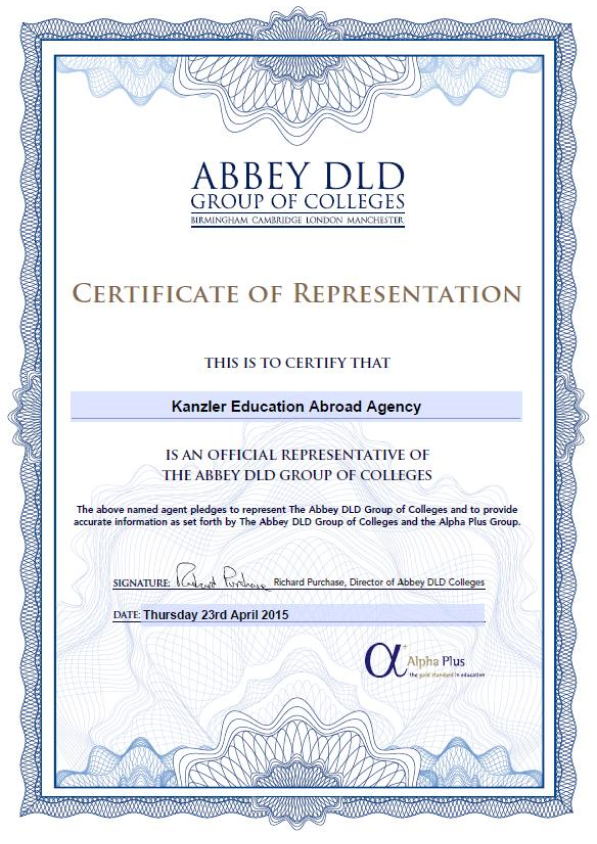 ABBEY DLD
GROUP OF COLLEGES
BIRMINGHAM CAMBRIDGE LONDON MANCHESTER
CERTIFICATE OF REPRESENTATION
THIS IS TO CERTIFY THAT
Kanzler Education Abroad Agency
IS AN OFFICIAL REPRESENTATIVE OF
THE ABBEY DLD GROUP OF COLLEGES
The above named agent pledges to represent The Abbey DLD Group of Colleges and to provide
accurate information as set forth by The Abbey DLD Group of Colleges and the Alpha Plus Group.
SIGNATURE: Richard Purchase Richard Purchase, Director of Abbey DLD Colleges
DATE: Thursday 23rd April 2015
α+ Alpha Plus
the gold standard in education